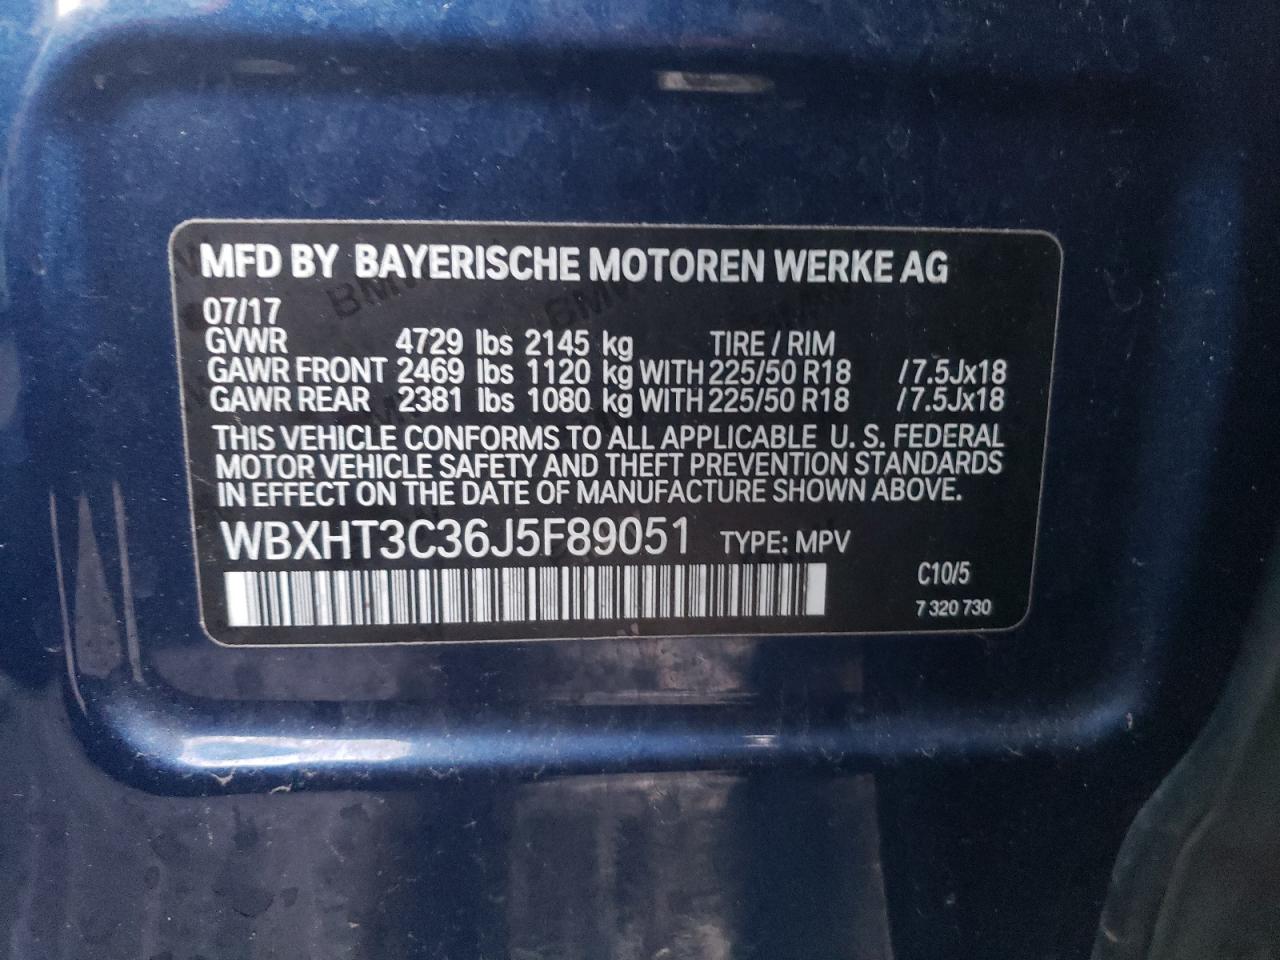 MFD BY BAYERISCHE MOTOREN WERKE AG
07/17
GVWR 4729 lbs 2145 kg TIRE / RIM
GAWR FRONT 2469 lbs 1120 kg WITH 225/50 R18 /7.5Jx18
GAWR REAR 2381 lbs 1080 kg WITH 225/50 R18 /7.5Jx18
THIS VEHICLE CONFORMS TO ALL APPLICABLE U. S. FEDERAL
MOTOR VEHICLE SAFETY AND THEFT PREVENTION STANDARDS
IN EFFECT ON THE DATE OF MANUFACTURE SHOWN ABOVE.
WBXHT3C36J5F89051 TYPE: MPV
C10/5
7 320 730